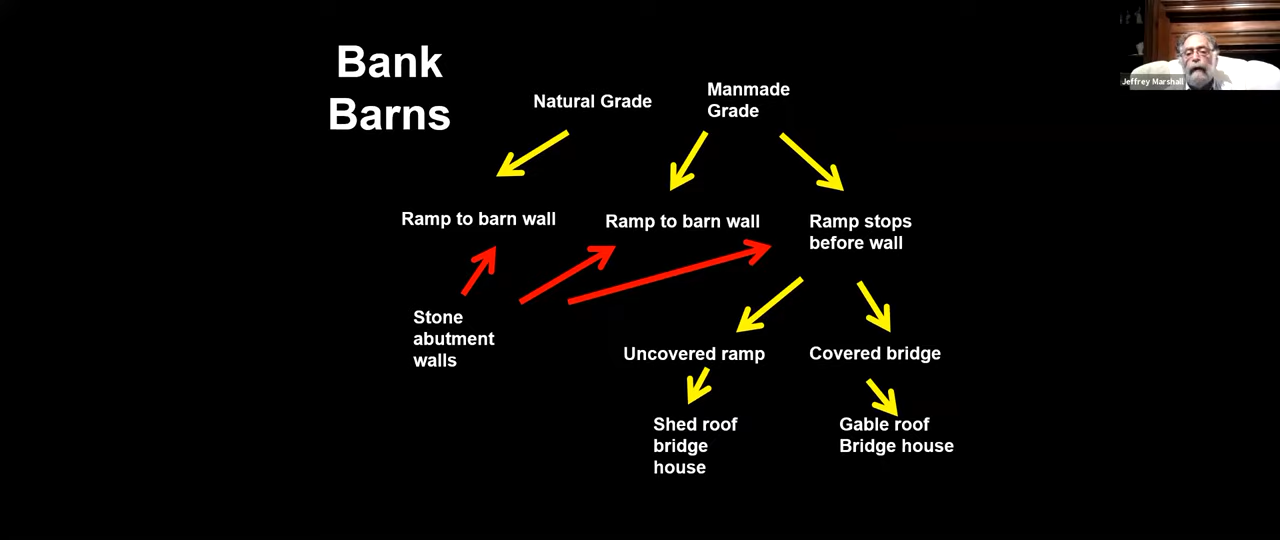 Bank
Barns
Natural Grade
Manmade
Grade
Jeffrey Marshall
Ramp to barn wall
Ramp to barn wall
Ramp stops
before wall
Stone
abutment
walls
Uncovered ramp
Covered bridge
Shed roof
bridge
house
Gable roof
Bridge house